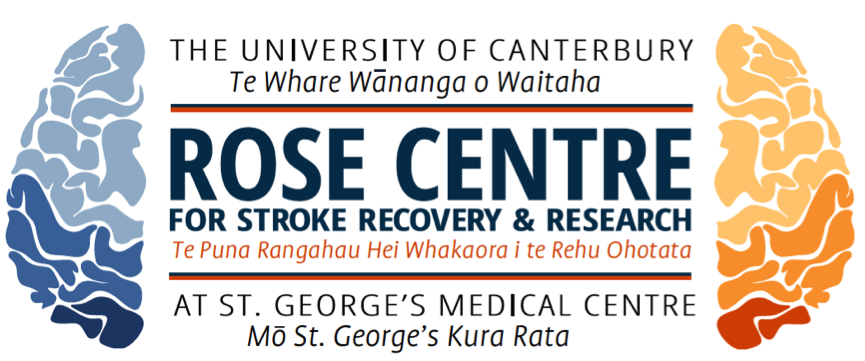 THE UNIVERSITY OF CANTERBURY
Te Whare Wānanga o Waitaha
ROSE CENTRE
FOR STROKE RECOVERY & RESEARCH
Te Puna Rangahau Hei Whakaora i te Rehu Ohotata
AT ST. GEORGE'S MEDICAL CENTRE
Mō St. George's Kura Rata